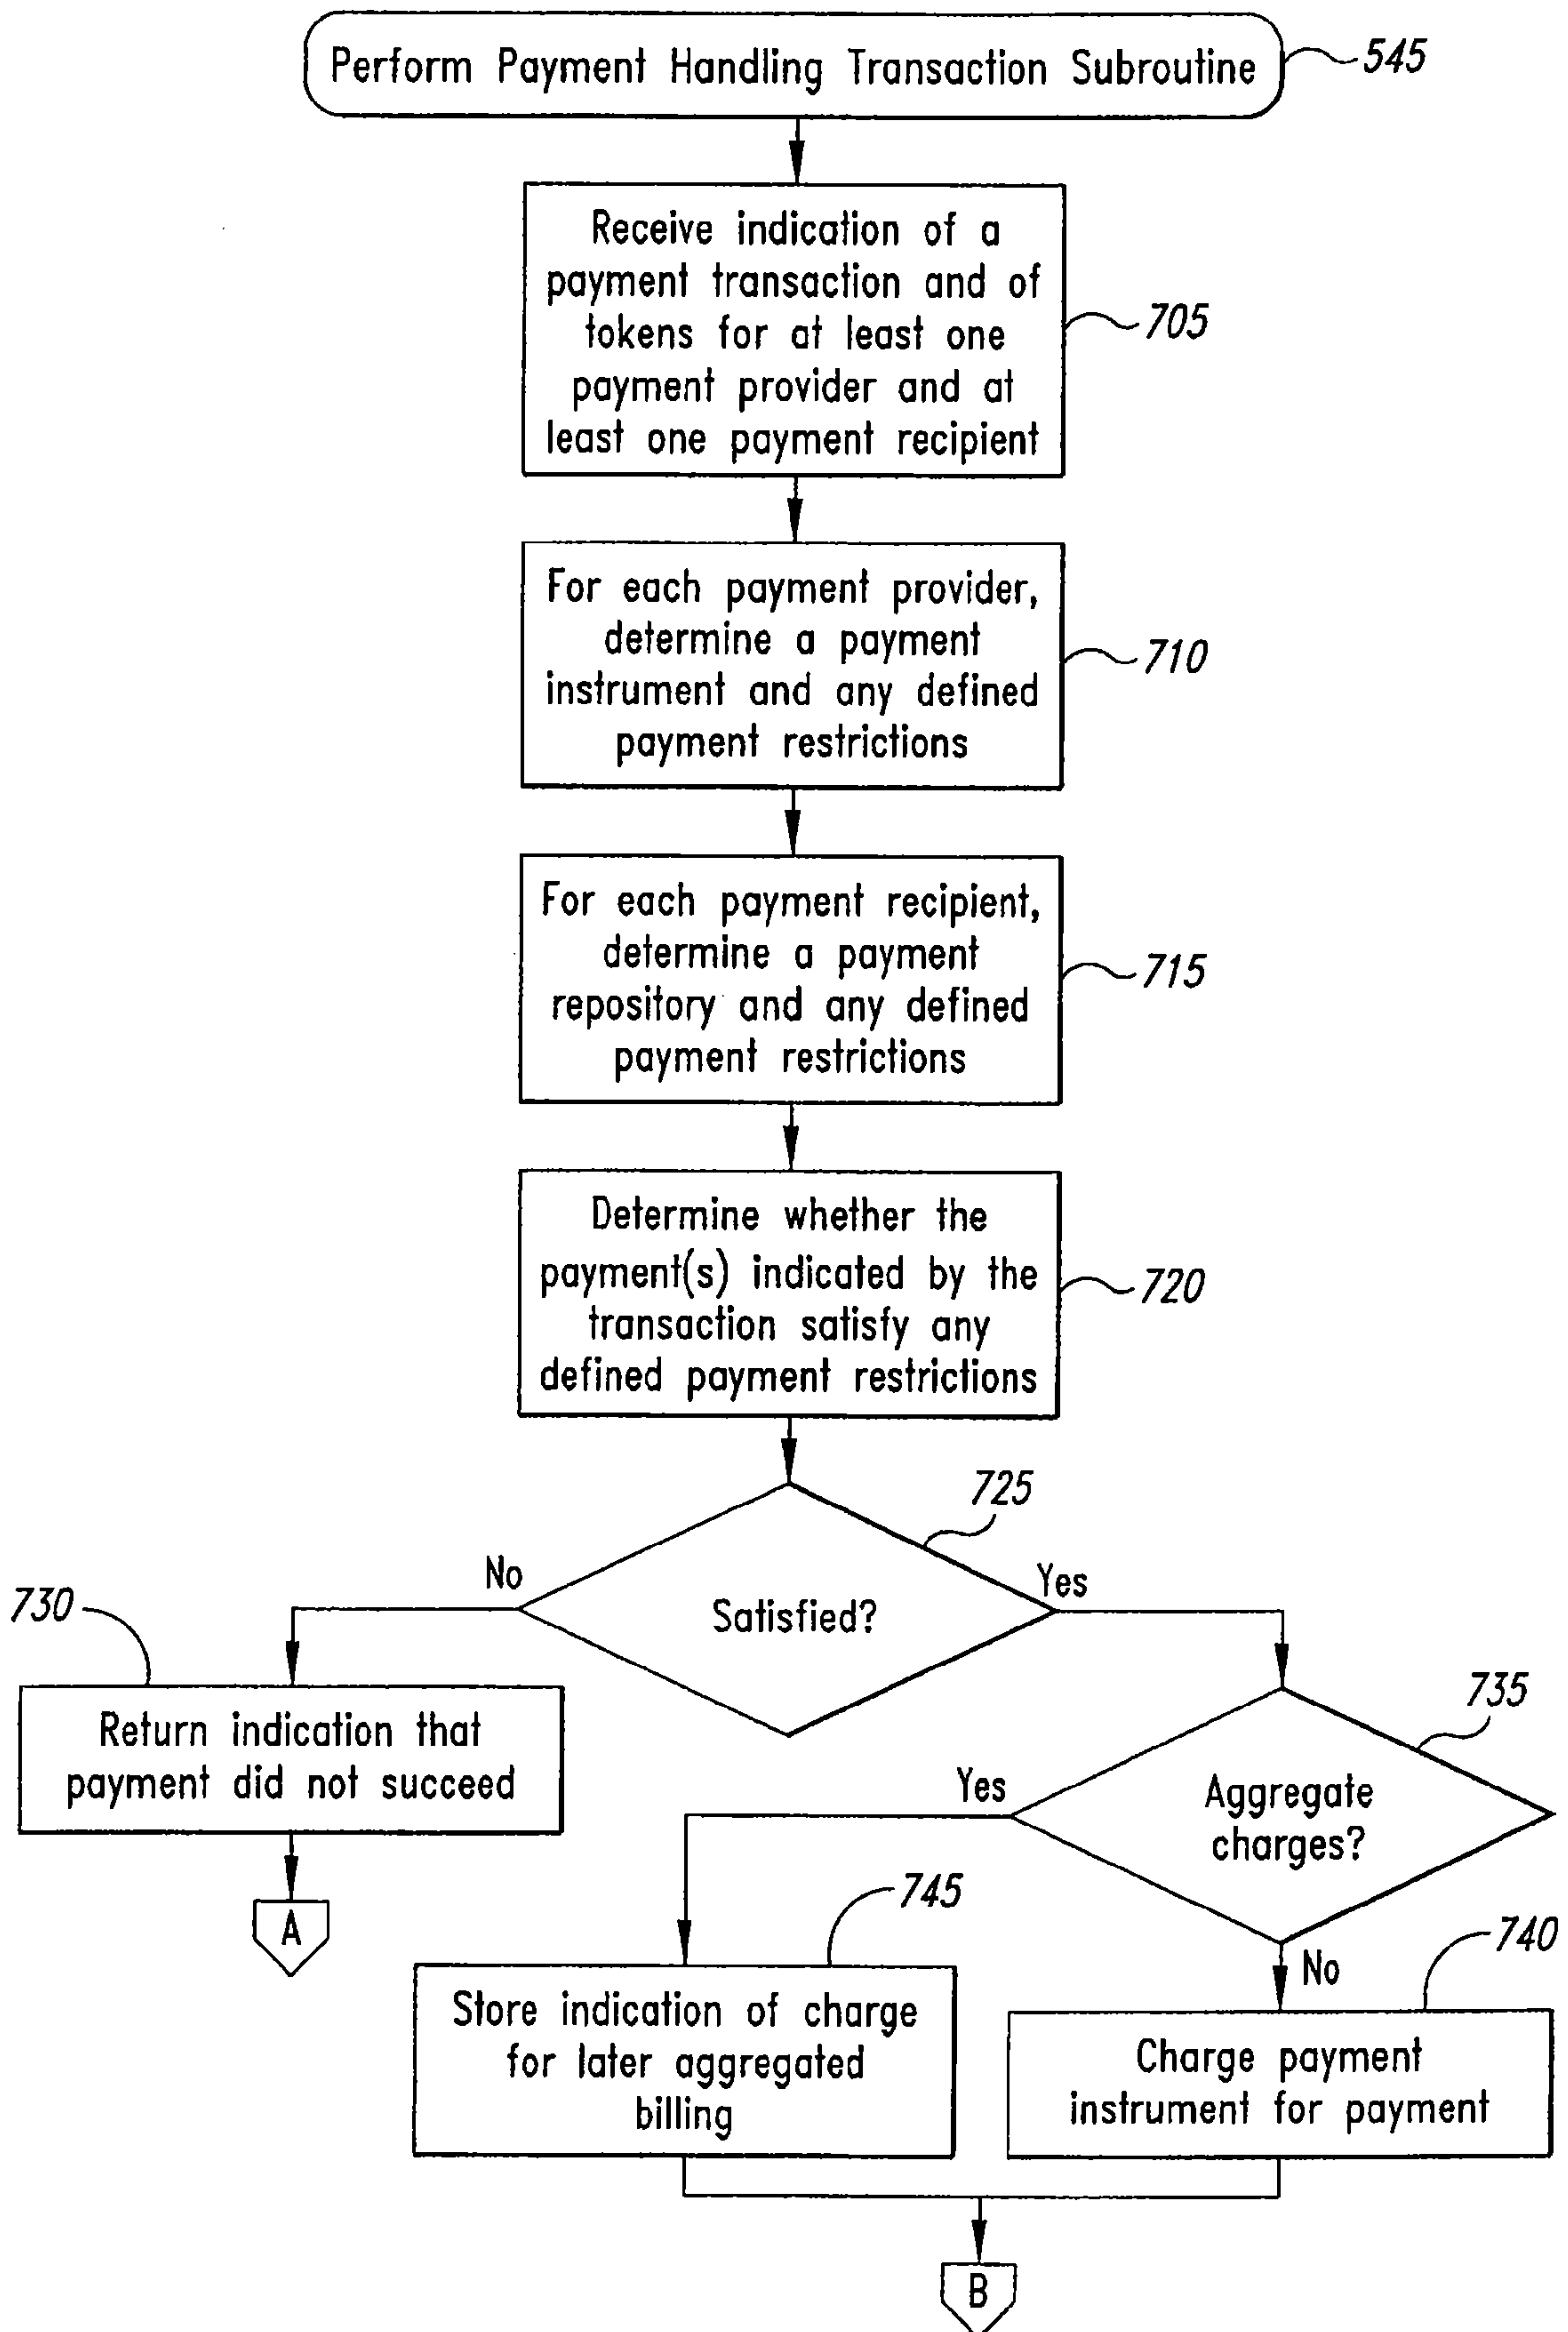 Perform Payment Handling Transaction Subroutine
545
Receive indication of a
payment transaction and of
tokens for at least one
payment provider and at
least one payment recipient
705
For each payment provider,
determine a payment
instrument and any defined
payment restrictions
710
For each payment recipient,
determine a payment
repository and any defined
payment restrictions
715
Determine whether the
payment(s) indicated by the
transaction satisfy any
defined payment restrictions
720
725
No
Yes
Satisfied?
730
Return indication that
payment did not succeed
A
735
Yes
Aggregate
charges?
No
745
Store indication of charge
for later aggregated
billing
740
Charge payment
instrument for payment
B